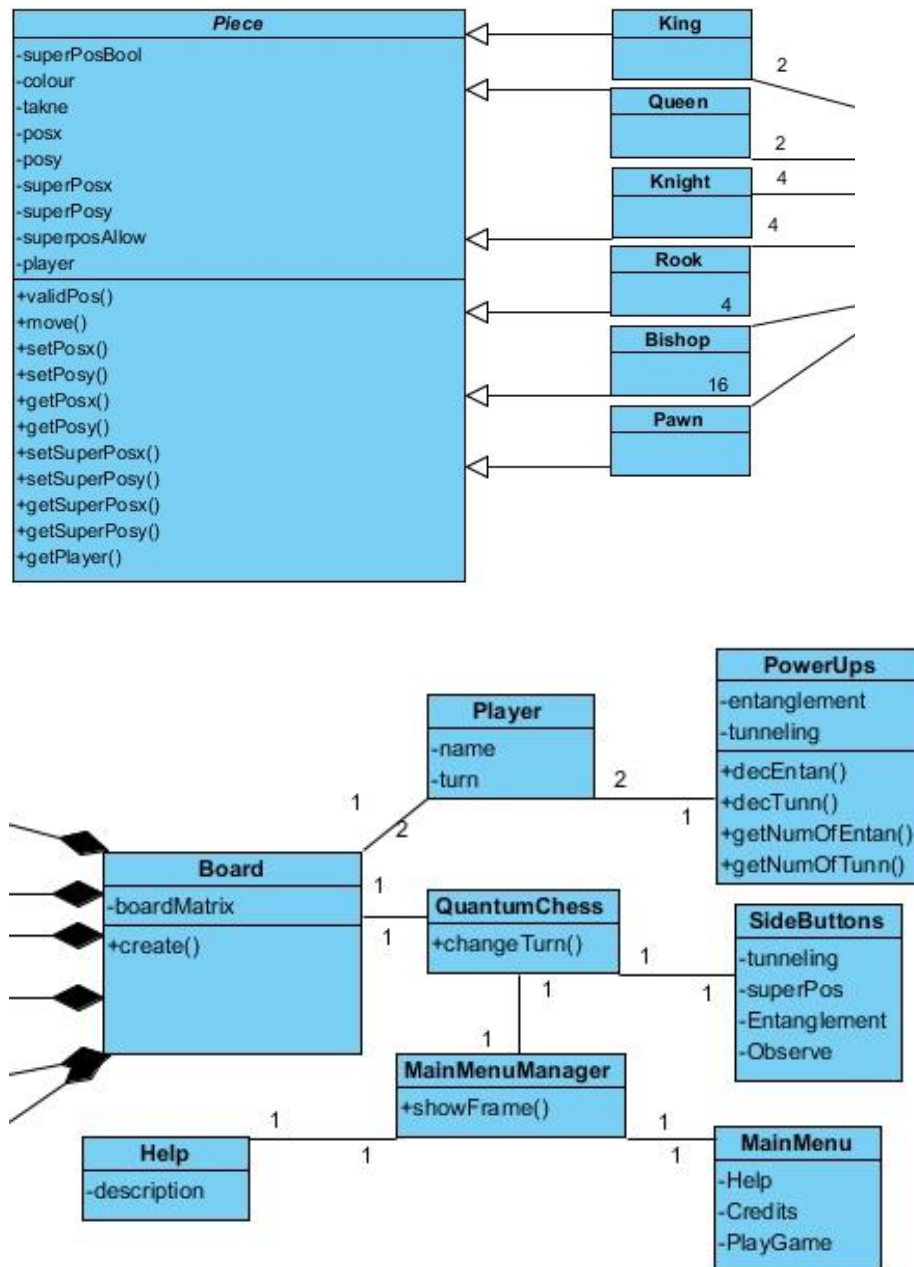 Piece
-superPosBool
-colour
-takne
-posx
-posy
-superPosx
-superPosy
-superposAllow
-player
+validPos()
+move()
+setPosx()
+setPosy()
+getPosx()
+getPosy()
+setSuperPosx()
+setSuperPosy()
+getSuperPosx()
+getSuperPosy()
+getPlayer()
King
2
Queen
2
Knight
4
4
Rook
4
Bishop
16
Pawn
PowerUps
-entanglement
-tunneling
+decEntan()
+decTunn()
+getNumOfEntan()
+getNumOfTunn()
Player
-name
-turn
2
1
1
2
Board
-boardMatrix
+create()
1
1
QuantumChess
+changeTurn()
1
1
SideButtons
-tunneling
-superPos
-Entanglement
-Observe
1
1
MainMenuManager
+showFrame()
1
1
Help
-description
1
1
MainMenu
-Help
-Credits
-PlayGame